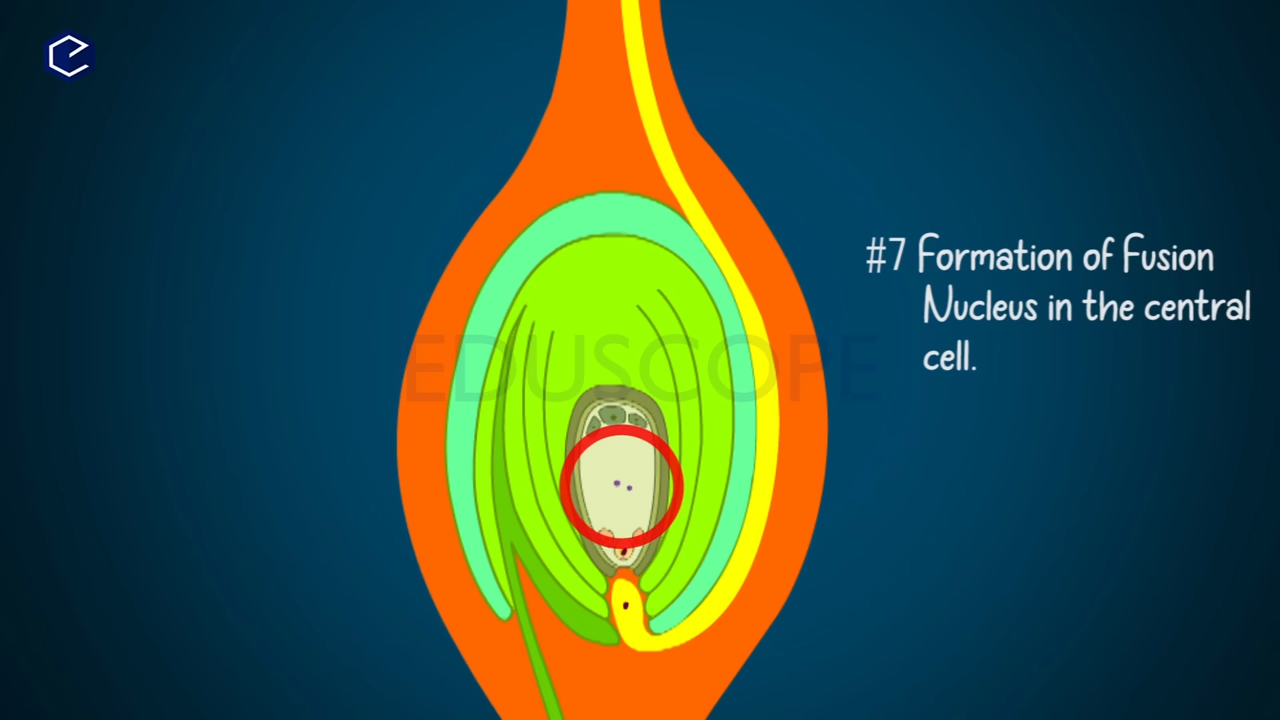 #7 Formation of Fusion
Nucleus in the central
cell.
EDUSCOPE